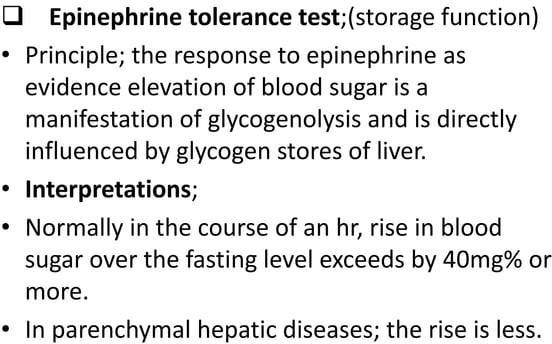 ❑ Epinephrine tolerance test;(storage function)
• Principle; the response to epinephrine as
evidence elevation of blood sugar is a
manifestation of glycogenolysis and is directly
influenced by glycogen stores of liver.
• Interpretations;
• Normally in the course of an hr, rise in blood
sugar over the fasting level exceeds by 40mg% or
more.
• In parenchymal hepatic diseases; the rise is less.